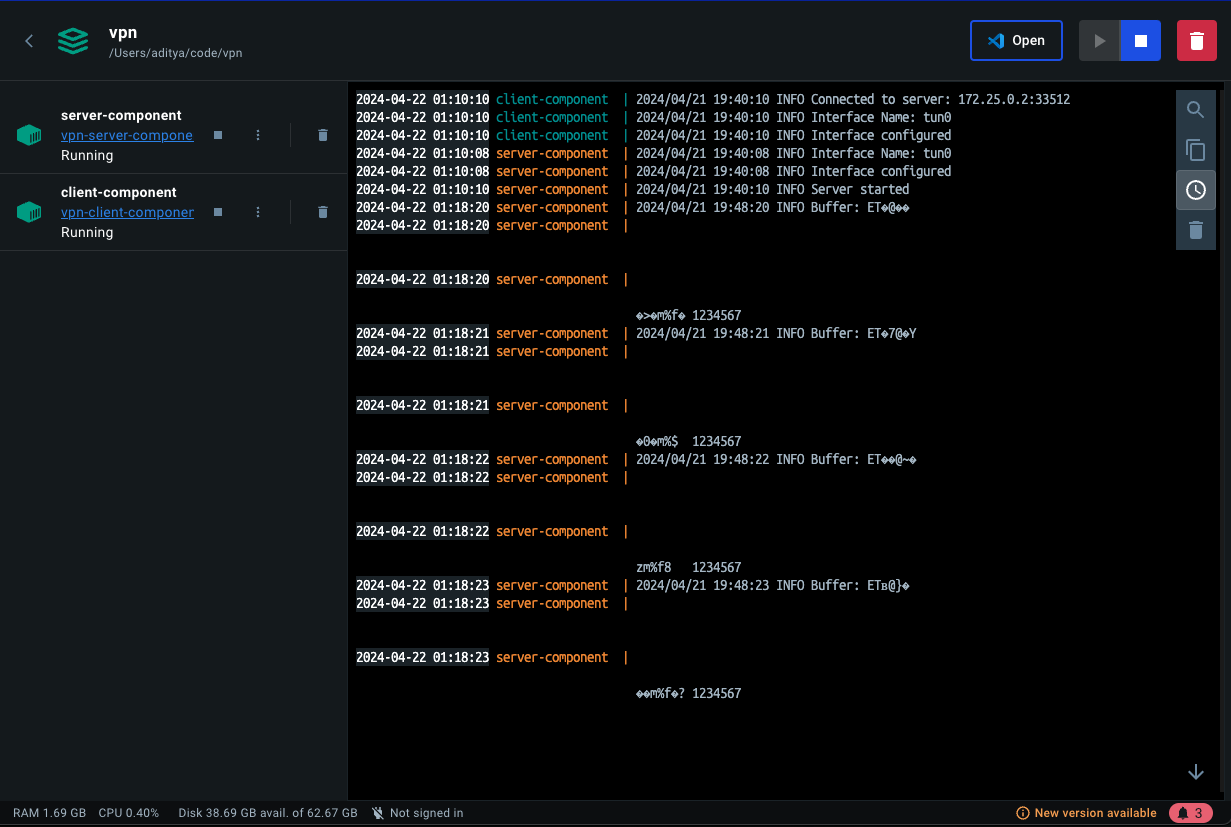 vpn
/Users/aditya/code/vpn
Open
server-component
vpn-server-compone
Running
client-component
vpn-client-componer
Running
2024-04-22 01:10:10 client-component | 2024/04/21 19:40:10 INFO Connected to server: 172.25.0.2:33512
2024-04-22 01:10:10 client-component | 2024/04/21 19:40:10 INFO Interface Name: tun0
2024-04-22 01:10:10 client-component | 2024/04/21 19:40:10 INFO Interface configured
2024-04-22 01:10:08 server-component | 2024/04/21 19:40:08 INFO Interface Name: tun0
2024-04-22 01:10:08 server-component | 2024/04/21 19:40:08 INFO Interface configured
2024-04-22 01:10:10 server-component | 2024/04/21 19:40:10 INFO Server started
2024-04-22 01:18:20 server-component | 2024/04/21 19:48:20 INFO Buffer: ET�@��
2024-04-22 01:18:20 server-component |
2024-04-22 01:18:20 server-component |
�>�m%f� 1234567
2024-04-22 01:18:21 server-component | 2024/04/21 19:48:21 INFO Buffer: ET�7@�Y
2024-04-22 01:18:21 server-component |
2024-04-22 01:18:21 server-component |
�0�m%$ 1234567
2024-04-22 01:18:22 server-component | 2024/04/21 19:48:22 INFO Buffer: ET��@~�
2024-04-22 01:18:22 server-component |
2024-04-22 01:18:22 server-component |
zm%f8 1234567
2024-04-22 01:18:23 server-component | 2024/04/21 19:48:23 INFO Buffer: ETв@}�
2024-04-22 01:18:23 server-component |
2024-04-22 01:18:23 server-component |
��m%f�? 1234567
RAM 1.69 GB CPU 0.40% Disk 38.69 GB avail. of 62.67 GB Not signed in New version available 3